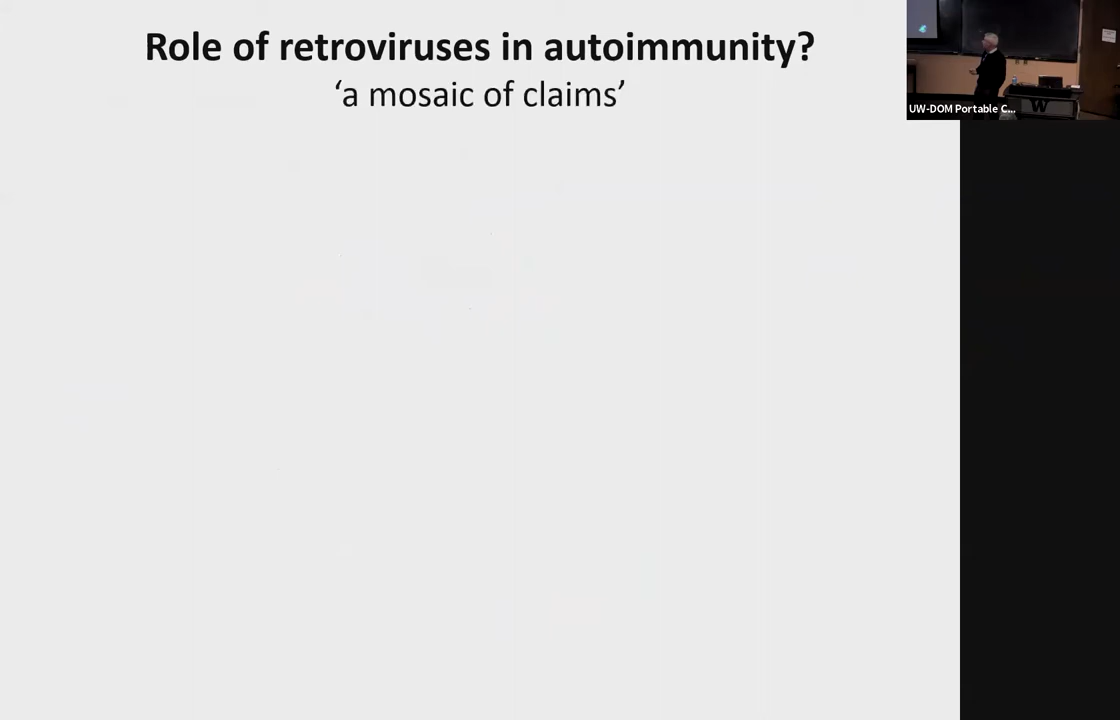 Role of retroviruses in autoimmunity?
‘a mosaic of claims’
UW-DOM Portable C...
W